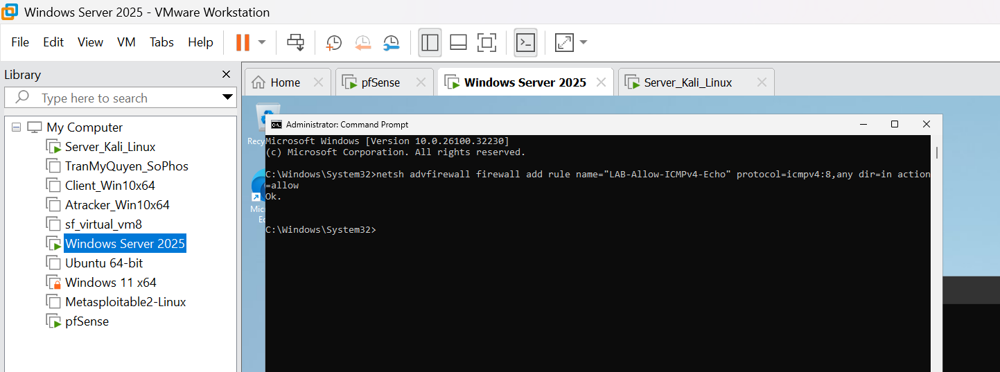 Windows Server 2025 - VMware Workstation
File Edit View VM Tabs Help
Library
Type here to search
My Computer
Server_Kali_Linux
TranMyQuyen_SoPhos
Client_Win10x64
Atracker_Win10x64
sf_virtual_vm8
Windows Server 2025
Ubuntu 64-bit
Windows 11 x64
Metasploitable2-Linux
pfSense
Home
pfSense
Windows Server 2025
Server_Kali_Linux
Recy
Mic
Ed
Administrator: Command Prompt
Microsoft Windows [Version 10.0.26100.32230]
(c) Microsoft Corporation. All rights reserved.
C:\Windows\System32>netsh advfirewall firewall add rule name="LAB-Allow-ICMPv4-Echo" protocol=icmpv4:8,any dir=in action
=allow
Ok.
C:\Windows\System32>